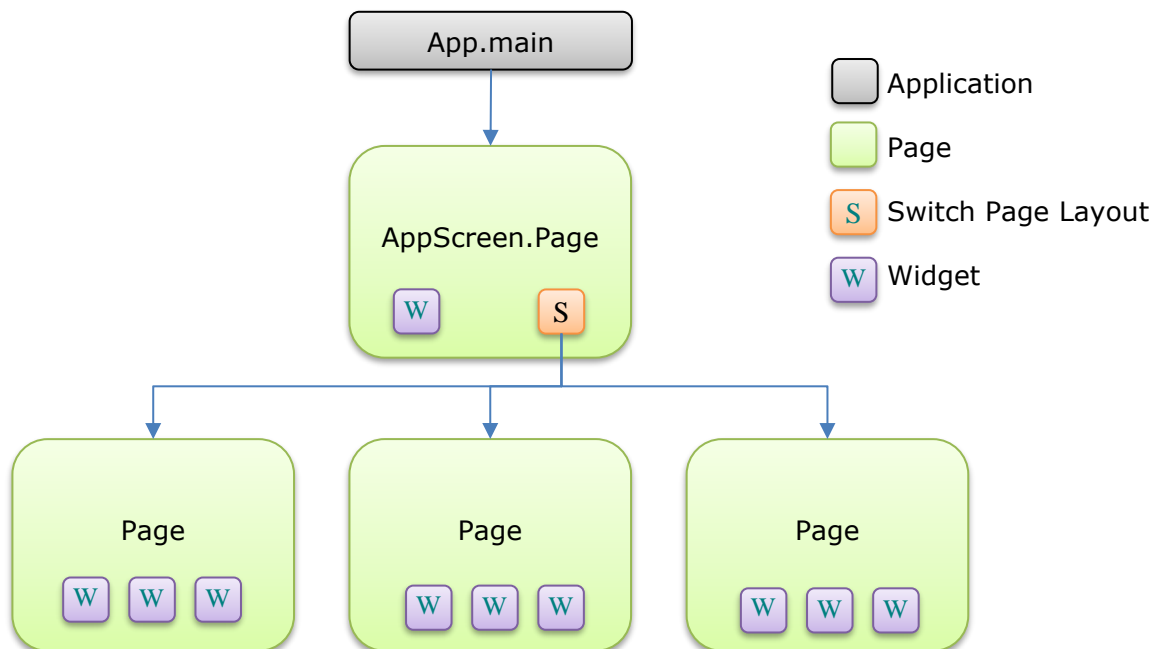 App.main
Application
Page
AppScreen.Page
S Switch Page Layout
W Widget
W S
Page Page Page
W W W W W W W W W